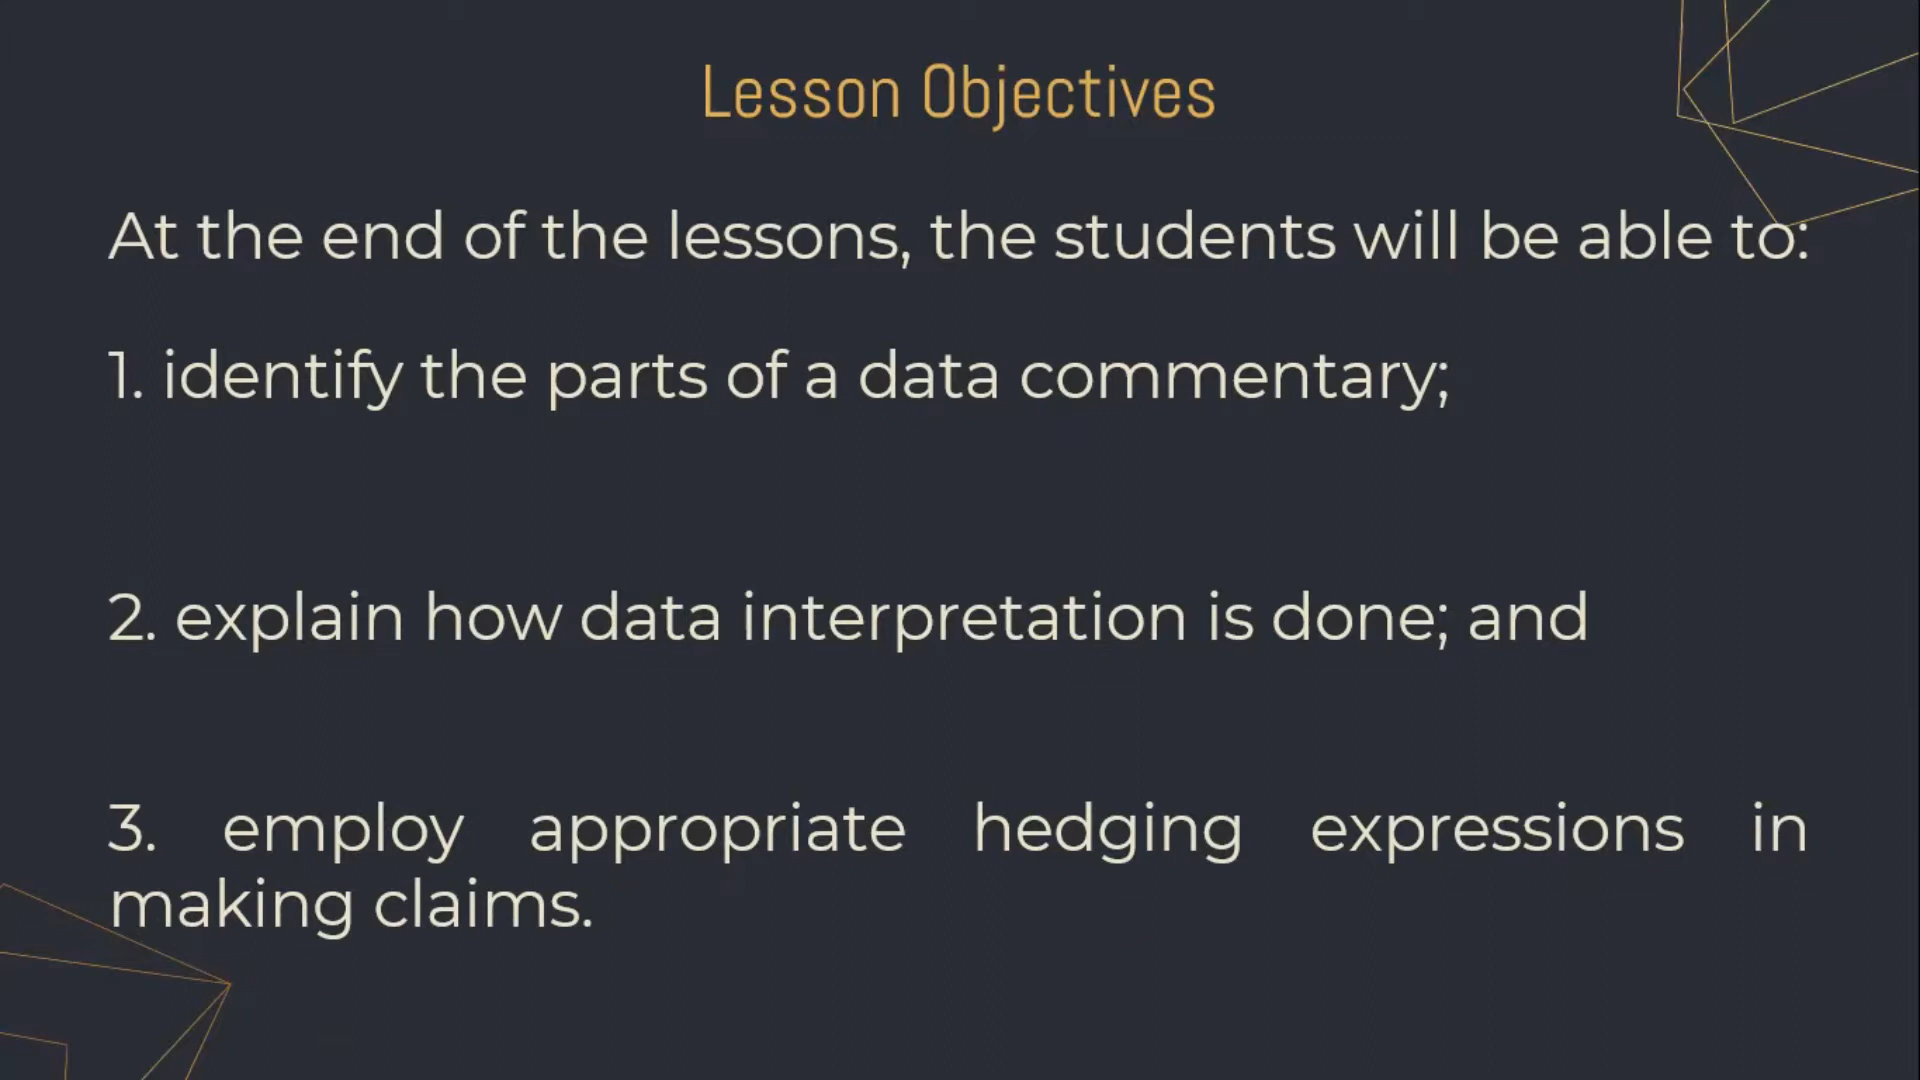 Lesson Objectives
At the end of the lessons, the students will be able to:
1. identify the parts of a data commentary;
2. explain how data interpretation is done; and
3. employ appropriate hedging expressions in
making claims.